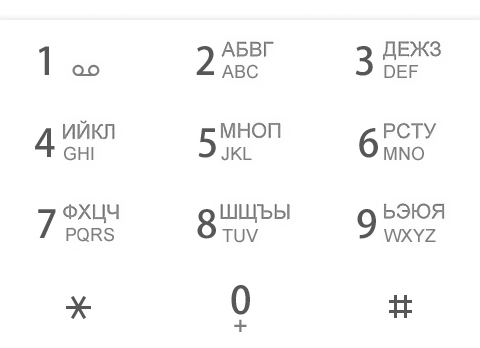 1
2 АБВГ
ABC
3 ДЕЖЗ
DEF
4 ИЙКЛ
GHI
5 МНОП
JKL
6 РСТУ
MNO
7 ФХЦЧ
PQRS
8 ШЩЪЫ
TUV
9 ЬЭЮЯ
WXYZ
*
0
+
#